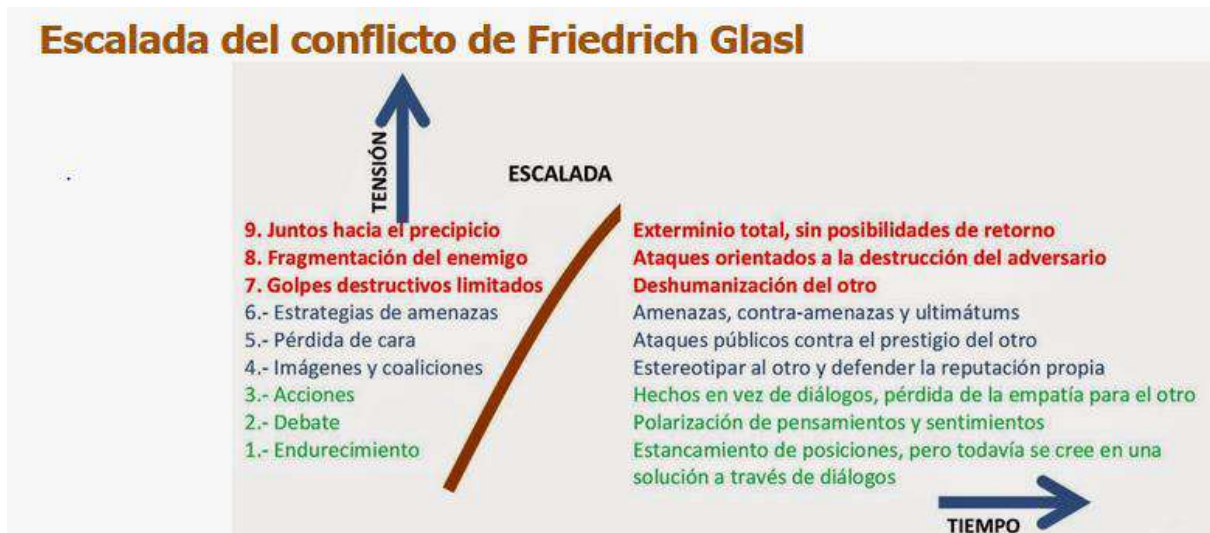 Escalada del conflicto de Friedrich Glasl
TENSIÓN
ESCALADA
9. Juntos hacia el precipicio
Exterminio total, sin posibilidades de retorno
8. Fragmentación del enemigo
Ataques orientados a la destrucción del adversario
7. Golpes destructivos limitados
Deshumanización del otro
6.- Estrategias de amenazas
Amenazas, contra-amenazas y ultimátums
5.- Pérdida de cara
Ataques públicos contra el prestigio del otro
4.- Imágenes y coaliciones
Estereotipar al otro y defender la reputación propia
3.- Acciones
Hechos en vez de diálogos, pérdida de la empatía para el otro
2.- Debate
Polarización de pensamientos y sentimientos
1.- Endurecimiento
Estancamiento de posiciones, pero todavía se cree en una
solución a través de diálogos
TIEMPO